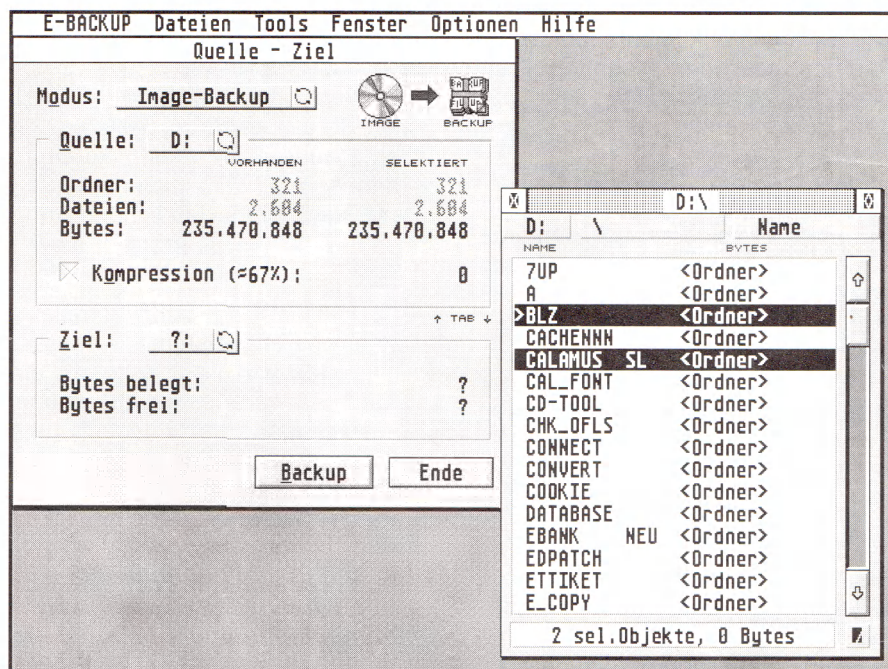 E-BACKUP Dateien Tools Fenster Optionen Hilfe
Quelle - Ziel
Modus: Image-Backup
IMAGE BACKUP
Quelle: D:
VORHANDEN SELEKTIERT
Ordner: 321 321
Dateien: 2.604 2.604
Bytes: 235.470.848 235.470.848
Kompression (≈67%): 0
↑ TAB ↓
Ziel: ?:
Bytes belegt: ?
Bytes frei: ?
Backup Ende
D:\
D: \ Name
NAME BYTES
7UP <Ordner>
A <Ordner>
>BLZ <Ordner>
CACHENNN <Ordner>
CALAMUS SL <Ordner>
CAL_FONT <Ordner>
CD-TOOL <Ordner>
CHK_OFLS <Ordner>
CONNECT <Ordner>
CONVERT <Ordner>
COOKIE <Ordner>
DATABASE <Ordner>
EBANK NEU <Ordner>
EDPATCH <Ordner>
ETTIKET <Ordner>
E_COPY <Ordner>
2 sel.Objekte, 0 Bytes